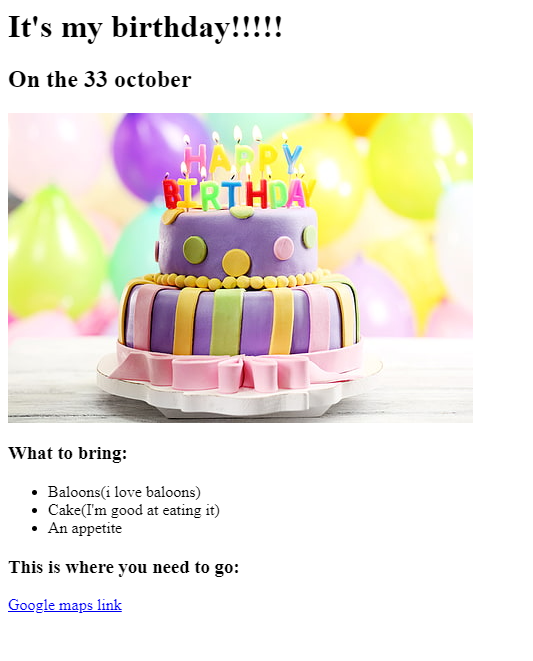 It's my birthday!!!!!
On the 33 october
HAPPY
BIRTHDAY
What to bring:
Baloons(i love baloons)
Cake(I'm good at eating it)
An appetite
This is where you need to go:
Google maps link